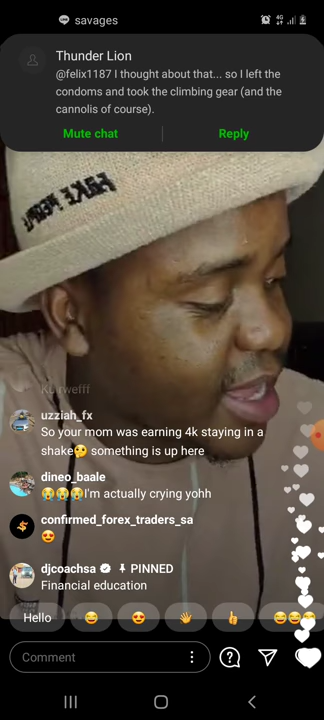 savages
4G
Thunder Lion
@felix1187 I thought about that... so I left the
condoms and took the climbing gear (and the
cannolis of course).
Mute chat
Reply
uzziah_fx
So your mom was earning 4k staying in a
shake🤔 something is up here
dineo_baale
😭😭😭I'm actually crying yohh
confirmed_forex_traders_sa
😍
djcoachsa PINNED
Financial education
Hello 😂 😍 👋 👍 😂😂
Comment